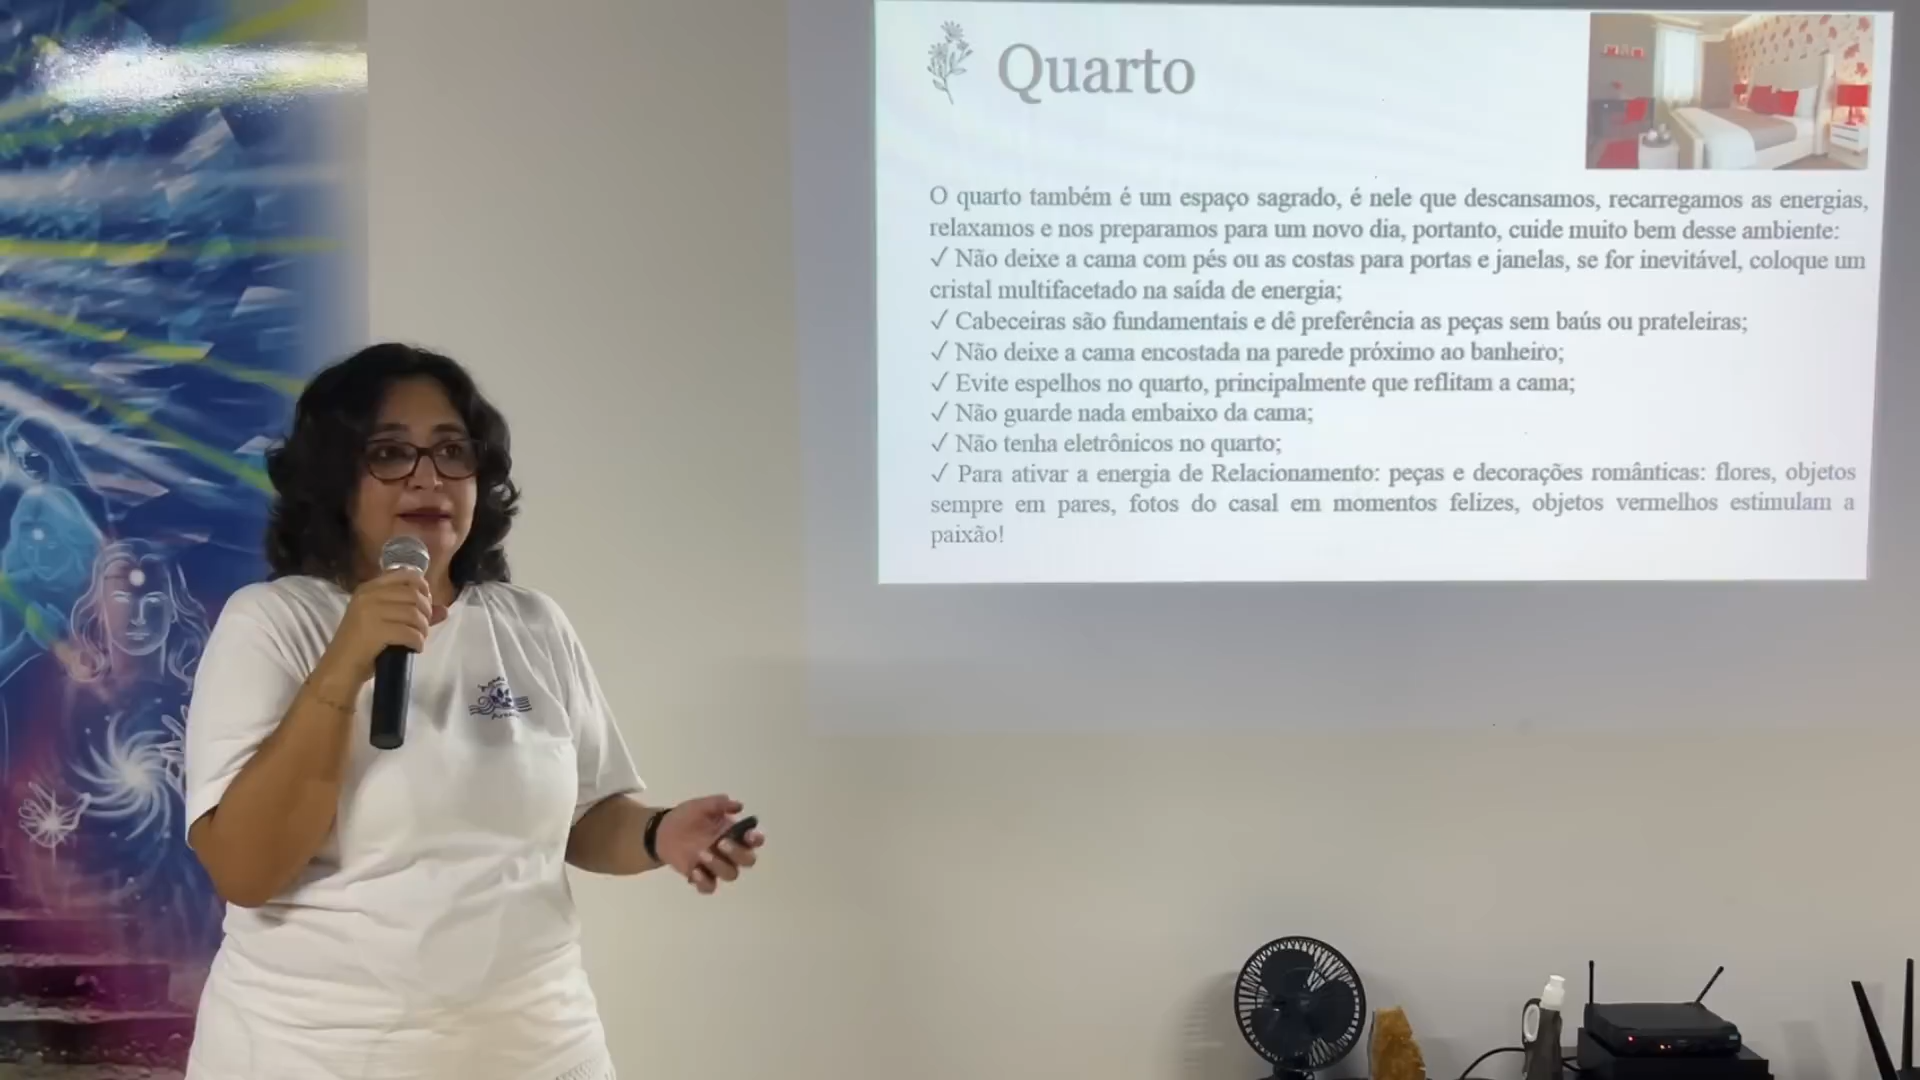 Quarto
O quarto também é um espaço sagrado, é nele que descansamos, recarregamos as energias,
relaxamos e nos preparamos para um novo dia, portanto, cuide muito bem desse ambiente:
✓ Não deixe a cama com pés ou as costas para portas e janelas, se for inevitável, coloque um
cristal multifacetado na saída de energia;
✓ Cabeceiras são fundamentais e dê preferência as peças sem baús ou prateleiras;
✓ Não deixe a cama encostada na parede próximo ao banheiro;
✓ Evite espelhos no quarto, principalmente que reflitam a cama;
✓ Não guarde nada embaixo da cama;
✓ Não tenha eletrônicos no quarto;
✓ Para ativar a energia de Relacionamento: peças e decorações românticas: flores, objetos
sempre em pares, fotos do casal em momentos felizes, objetos vermelhos estimulam a
paixão!